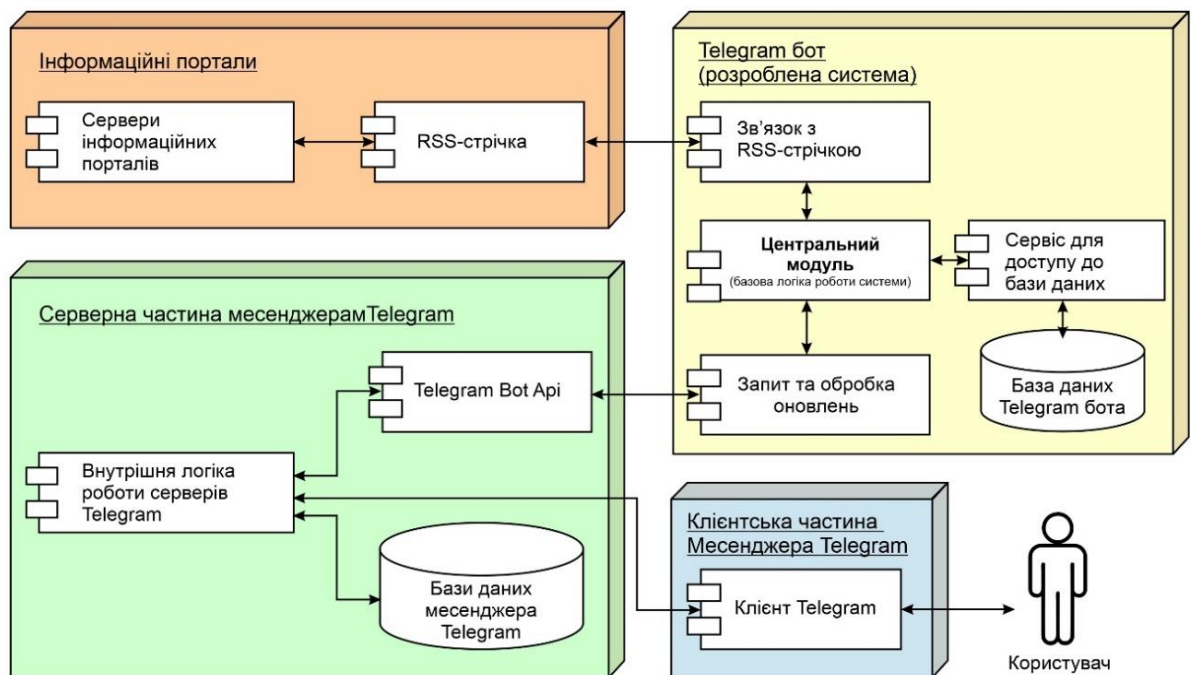 Інформаційні портали
Сервери
інформаційних
порталів
RSS-стрічка
Telegram бот
(розроблена система)
Зв’язок з
RSS-стрічкою
Центральний
модуль
(базова логіка роботи системи)
Сервіс для
доступу до
бази даних
Запит та обробка
оновлень
База даних
Telegram бота
Серверна частина месенджерамTelegram
Telegram Bot Api
Внутрішня логіка
роботи серверів
Telegram
Бази даних
месенджера
Telegram
Клієнтська частина
Месенджера Telegram
Клієнт Telegram
Користувач